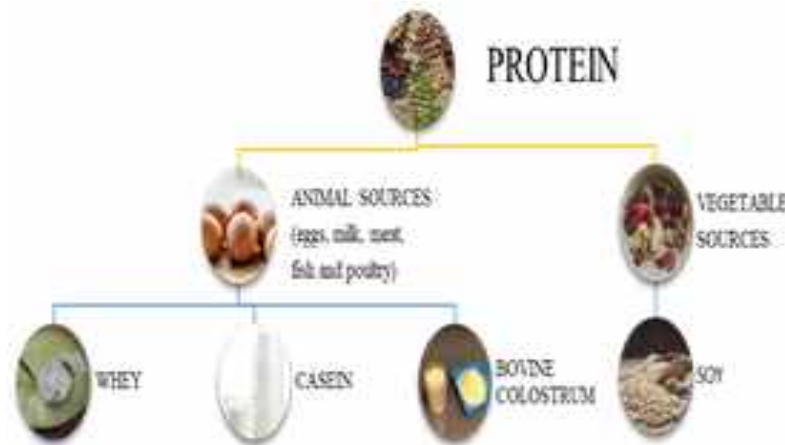 PROTEIN
ANIMAL SOURCES
(eggs, milk, meat,
fish and poultry)
VEGETABLE
SOURCES
WHEY
CASEIN
BOVINE
COLOSTRUM
SOY